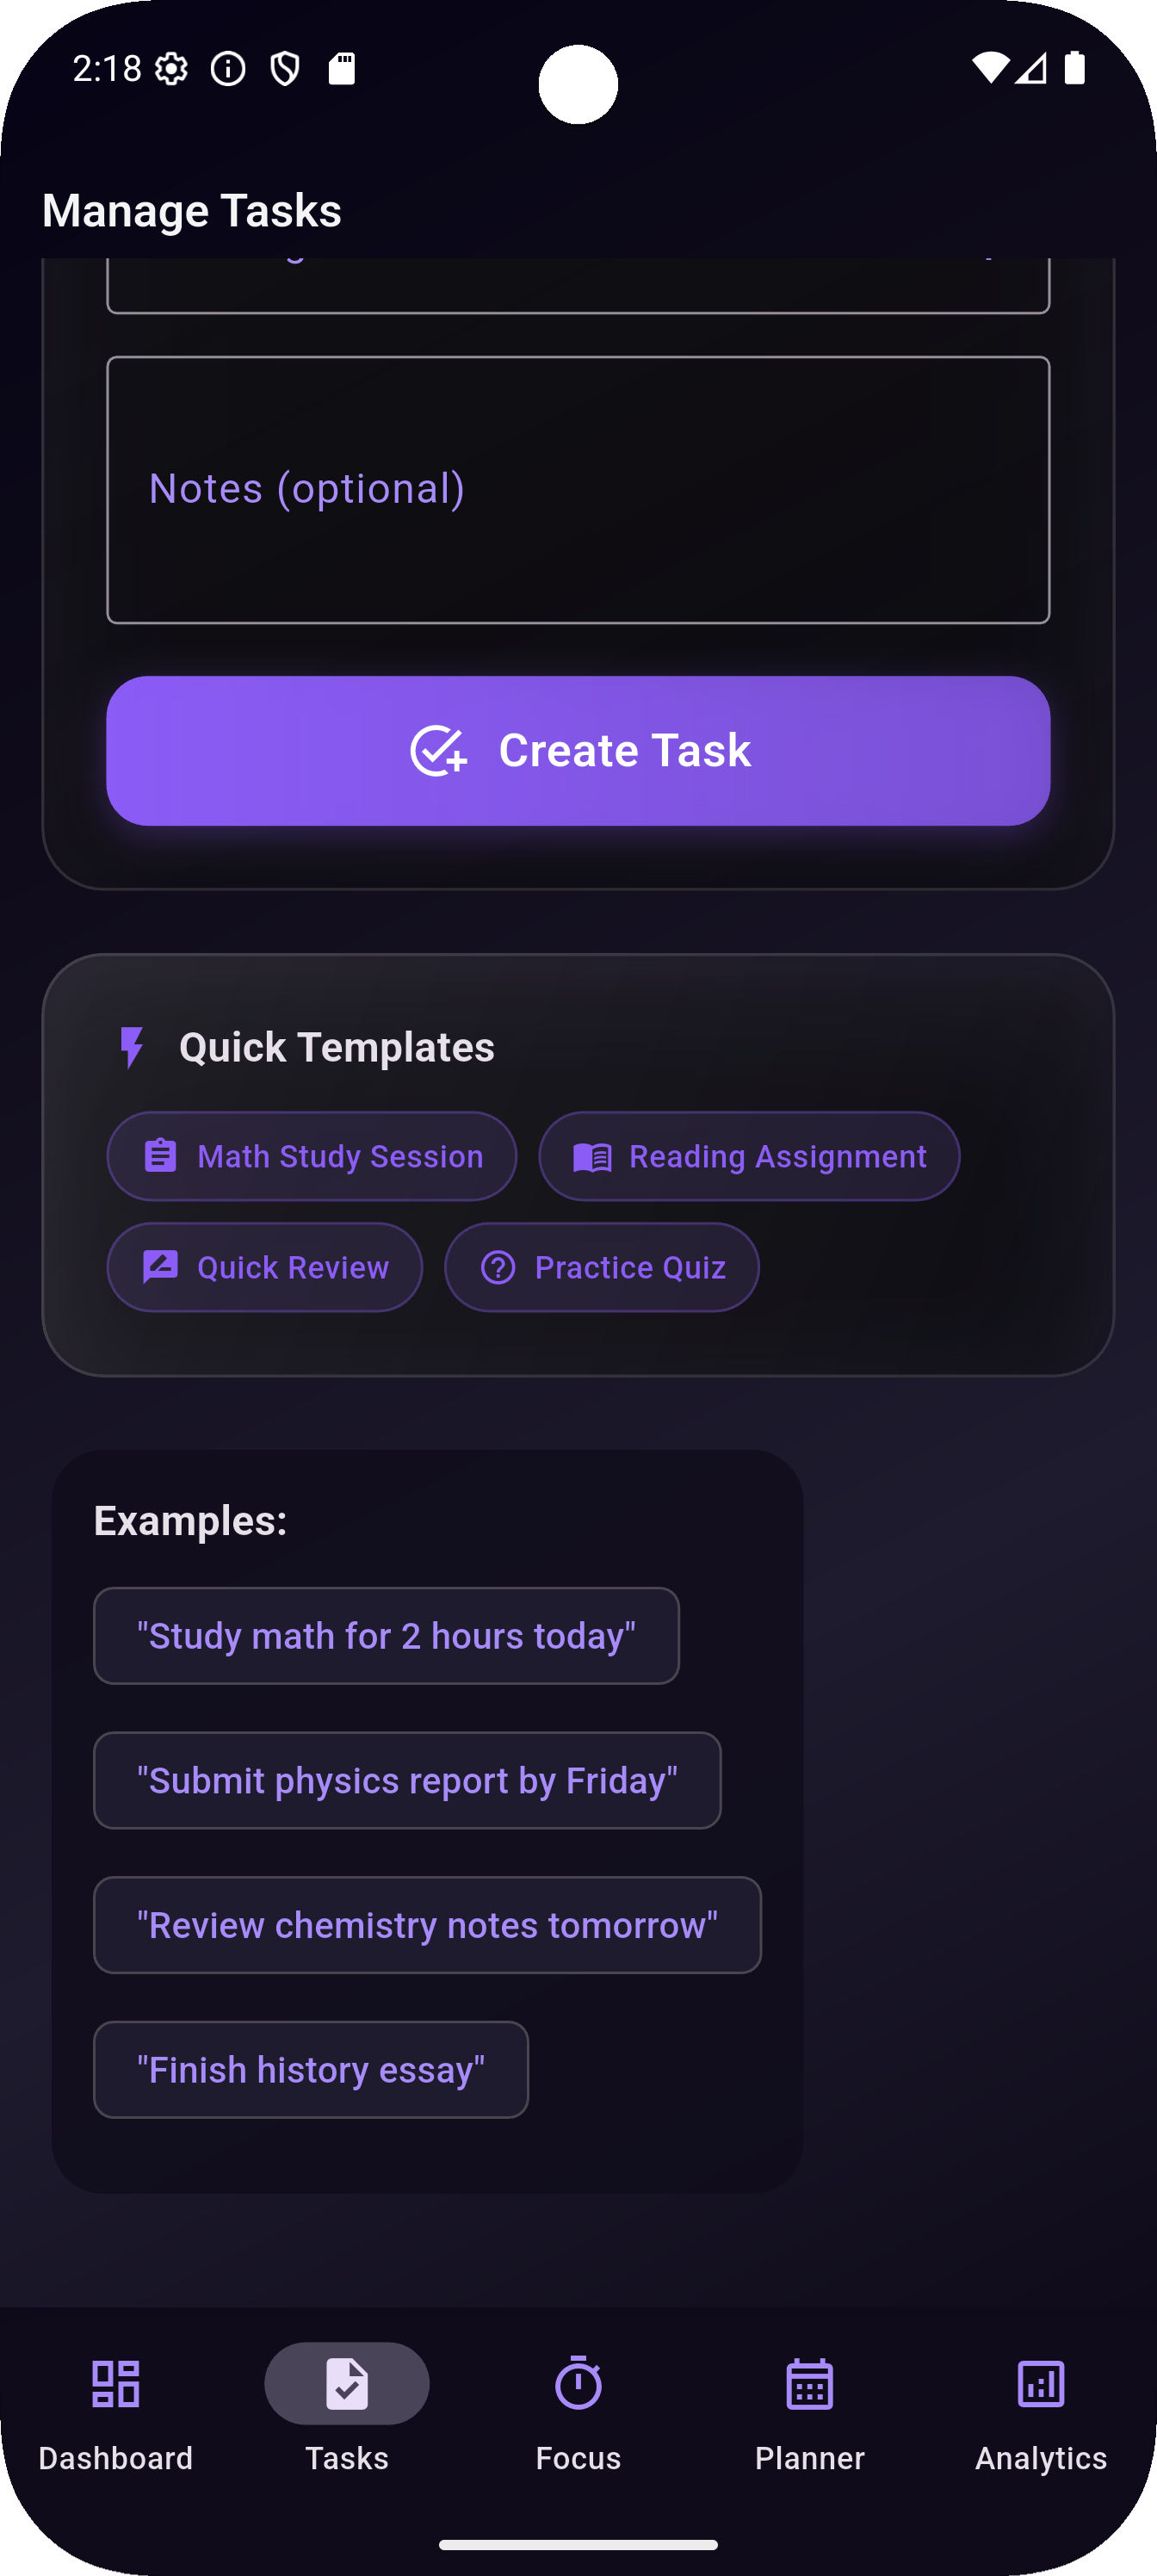 2:18
Manage Tasks
Notes (optional)
Create Task
Quick Templates
Math Study Session
Reading Assignment
Quick Review
Practice Quiz
Examples:
"Study math for 2 hours today"
"Submit physics report by Friday"
"Review chemistry notes tomorrow"
"Finish history essay"
Dashboard
Tasks
Focus
Planner
Analytics